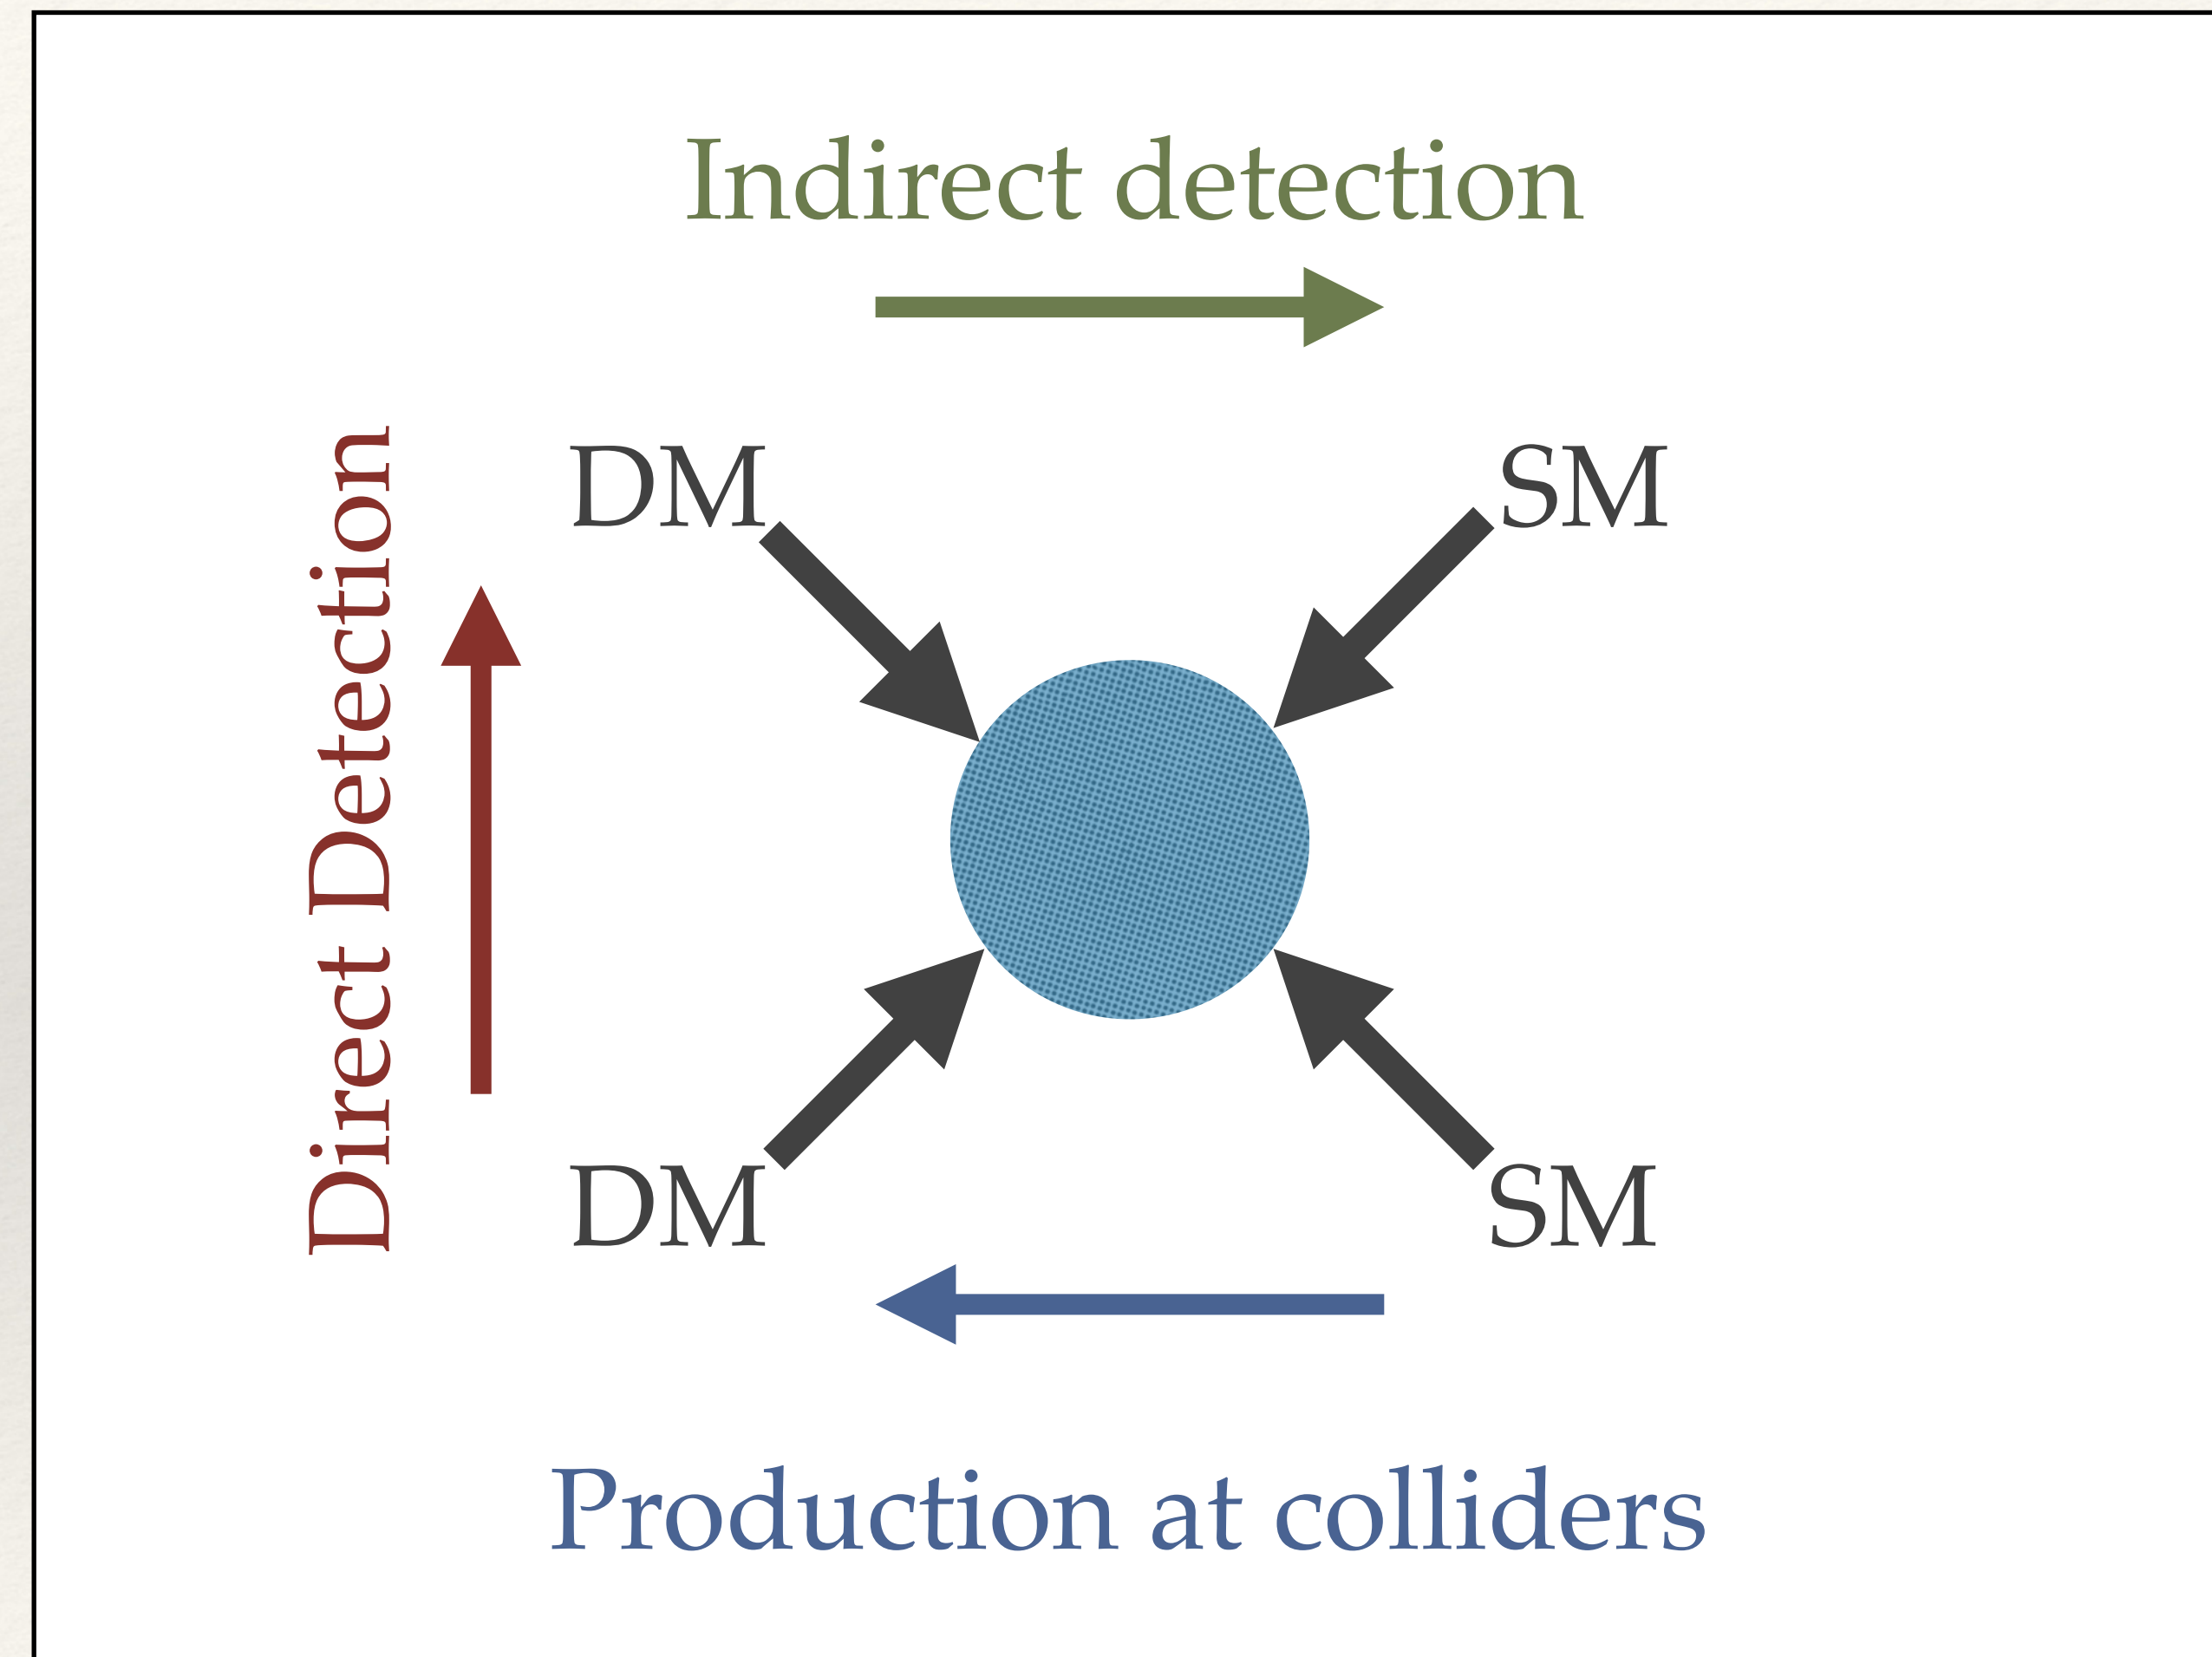 Indirect detection
Direct Detection
DM
SM
DM
SM
Production at colliders